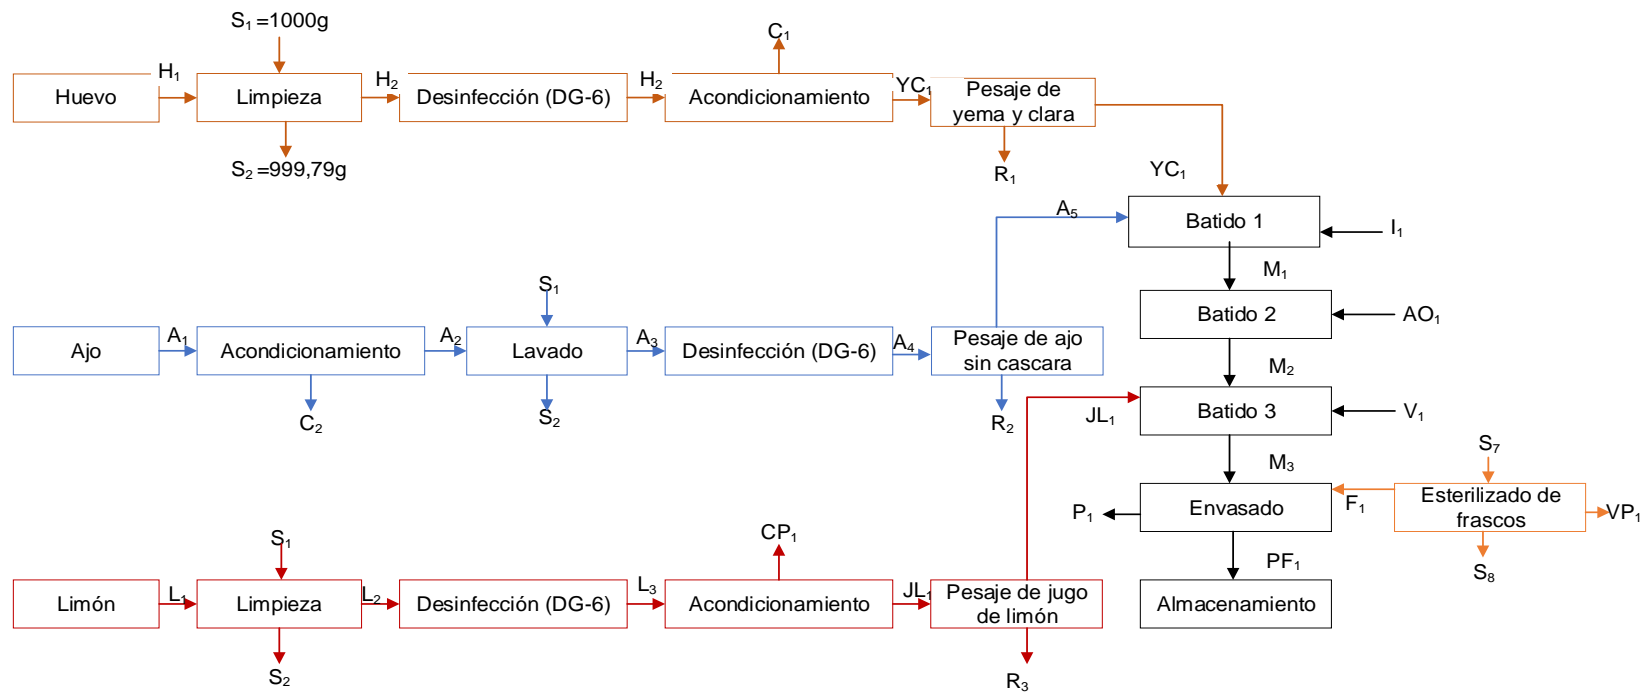 S₁ =1000g
C₁
H₁
H₂
H₂
YC₁
Huevo
Limpieza
Desinfección (DG-6)
Acondicionamiento
Pesaje de
yema y clara
S₂ =999,79g
R₁
YC₁
A₅
Batido 1
I₁
M₁
S₁
Batido 2
AO₁
A₁
A₂
A₃
A₄
Ajo
Acondicionamiento
Lavado
Desinfección (DG-6)
Pesaje de ajo
sin cascara
M₂
C₂
S₂
R₂
JL₁
Batido 3
V₁
M₃
S₇
P₁
Envasado
F₁
Esterilizado de
frascos
VP₁
S₁
CP₁
PF₁
S₈
L₁
L₂
L₃
JL₁
Limón
Limpieza
Desinfección (DG-6)
Acondicionamiento
Pesaje de jugo
de limón
Almacenamiento
S₂
R₃